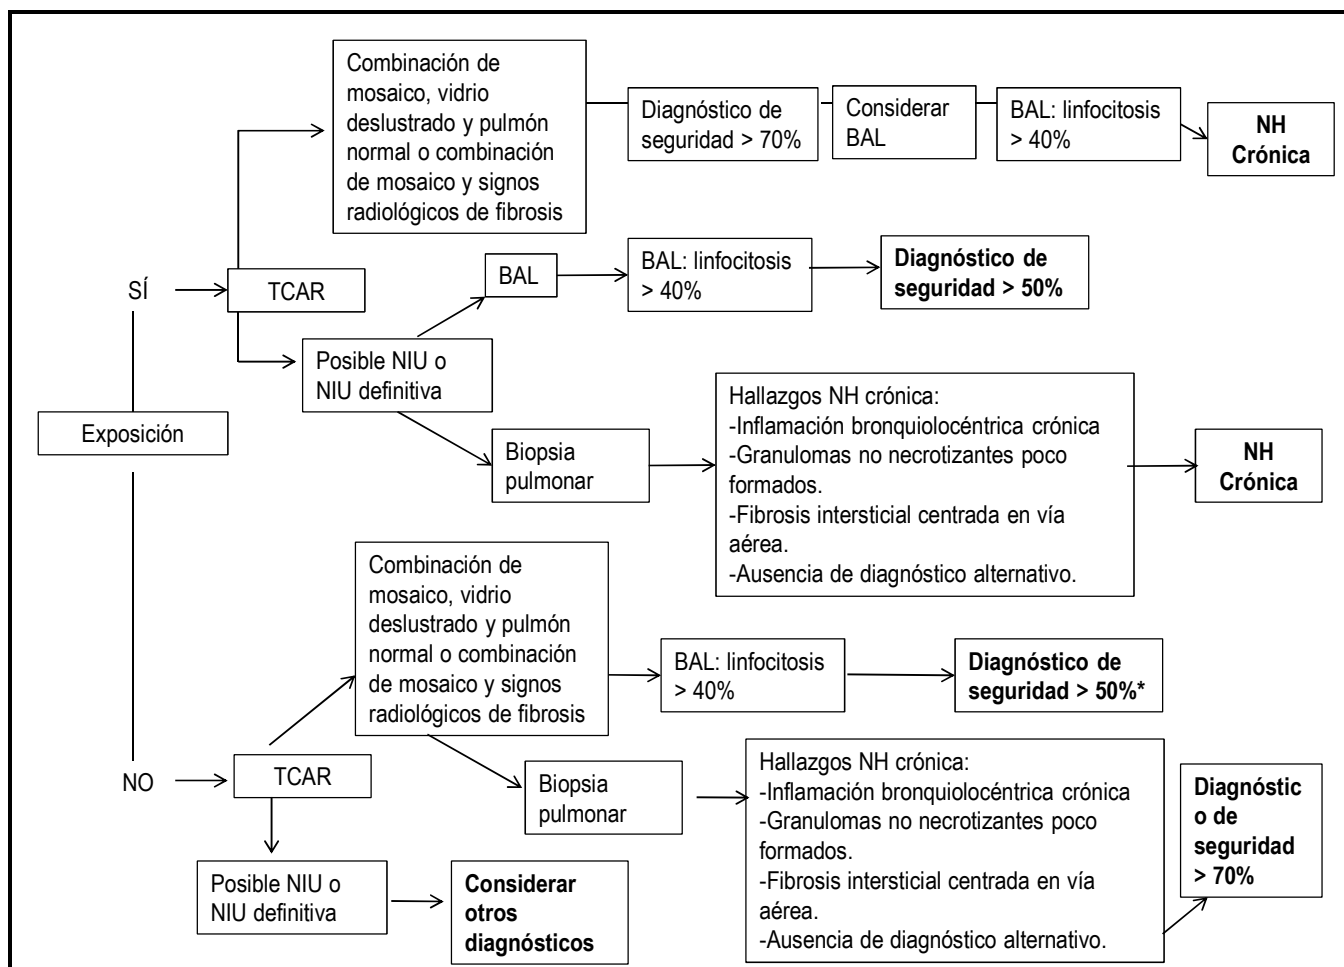 Combinación de
mosaico, vidrio
deslustrado y pulmón
normal o combinación
de mosaico y signos
radiológicos de fibrosis
Diagnóstico de
seguridad > 70%
Considerar
BAL
BAL: linfocitosis
> 40%
NH
Crónica
SÍ
TCAR
BAL
BAL: linfocitosis
> 40%
Diagnóstico de
seguridad > 50%
Posible NIU o
NIU definitiva
Exposición
Biopsia
pulmonar
Hallazgos NH crónica:
-Inflamación bronquiolocéntrica crónica
-Granulomas no necrotizantes poco
formados.
-Fibrosis intersticial centrada en vía
aérea.
-Ausencia de diagnóstico alternativo.
NH
Crónica
Combinación de
mosaico, vidrio
deslustrado y pulmón
normal o combinación
de mosaico y signos
radiológicos de fibrosis
BAL: linfocitosis
> 40%
Diagnóstico de
seguridad > 50%*
NO
TCAR
Biopsia
pulmonar
Hallazgos NH crónica:
-Inflamación bronquiolocéntrica crónica
-Granulomas no necrotizantes poco
formados.
-Fibrosis intersticial centrada en vía
aérea.
-Ausencia de diagnóstico alternativo.
Diagnóstic
o de
seguridad
> 70%
Posible NIU o
NIU definitiva
Considerar
otros
diagnósticos